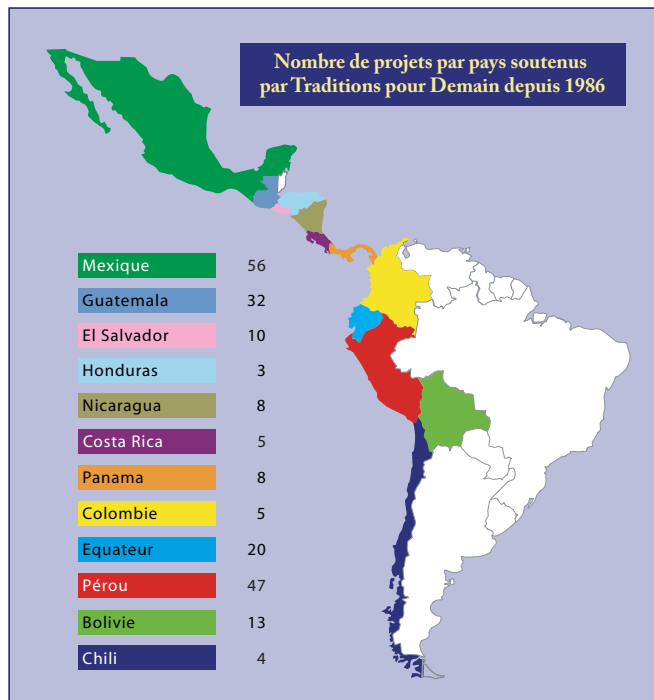 Nombre de projets par pays soutenus
par Traditions pour Demain depuis 1986
Mexique 56
Guatemala 32
El Salvador 10
Honduras 3
Nicaragua 8
Costa Rica 5
Panama 8
Colombie 5
Equateur 20
Pérou 47
Bolivie 13
Chili 4